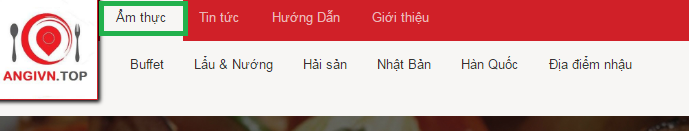 Ẩm thực Tin tức Hướng Dẫn Giới thiệu
Buffet Lẩu & Nướng Hải sản Nhật Bản Hàn Quốc Địa điểm nhậu
ANGIVN.TOP